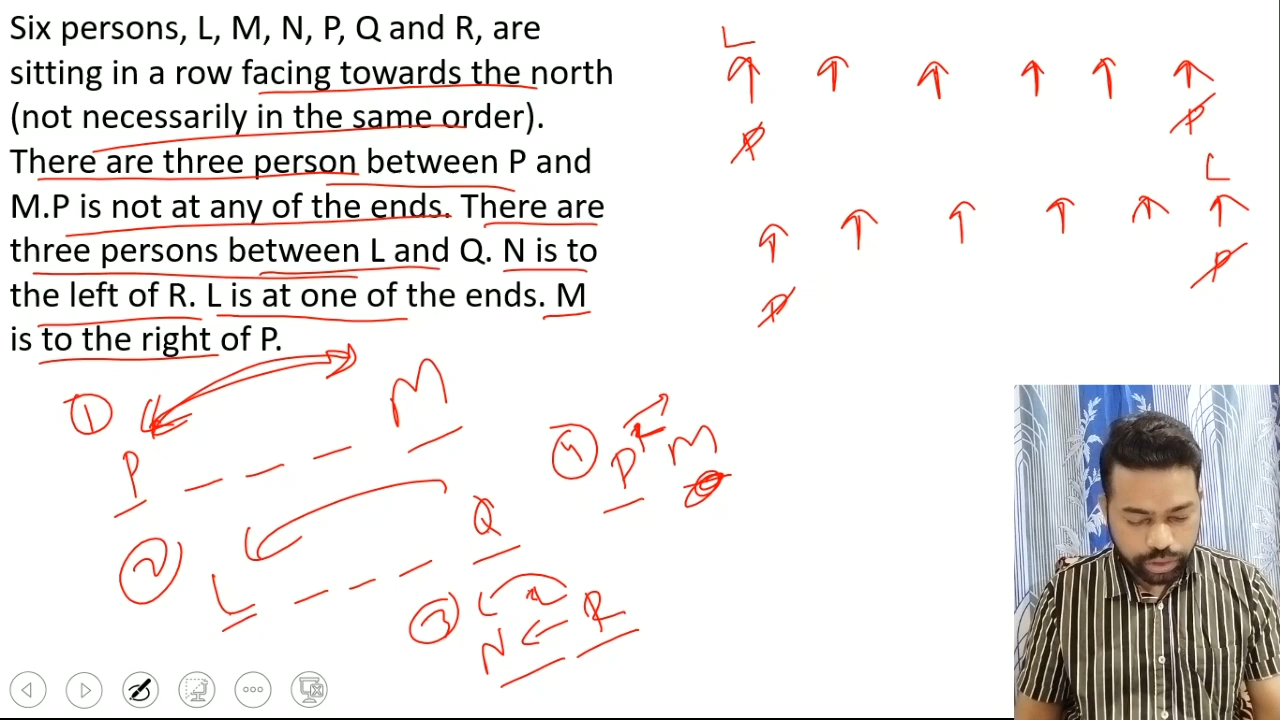 Six persons, L, M, N, P, Q and R, are
sitting in a row facing towards the north
(not necessarily in the same order).
There are three person between P and
M.P is not at any of the ends. There are
three persons between L and Q. N is to
the left of R. L is at one of the ends. M
is to the right of P.
L
P P
L
P P
1 P M
2 L Q
3 N R
4 P M